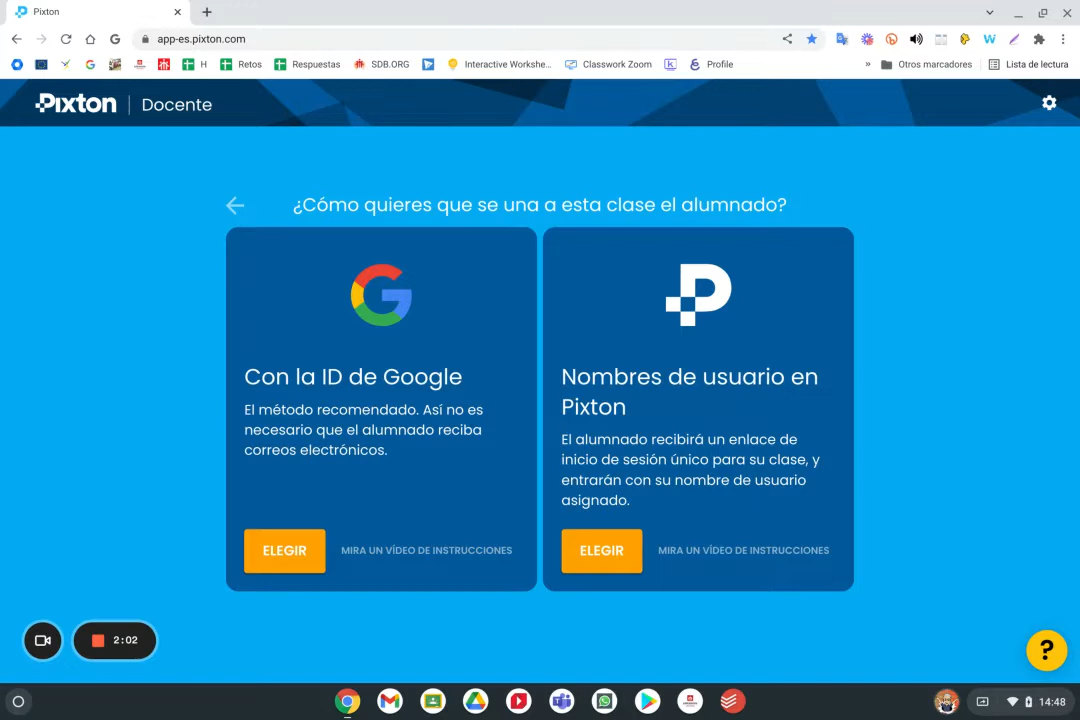 Pixton
app-es.pixton.com
H
Retos
Respuestas
SDB.ORG
Interactive Workshe...
Classwork Zoom
Profile
»
Otros marcadores
Lista de lectura
Pixton
Docente
¿Cómo quieres que se una a esta clase el alumnado?
Con la ID de Google
El método recomendado. Así no es
necesario que el alumnado reciba
correos electrónicos.
ELEGIR
MIRA UN VÍDEO DE INSTRUCCIONES
Nombres de usuario en
Pixton
El alumnado recibirá un enlace de
inicio de sesión único para su clase, y
entrarán con su nombre de usuario
asignado.
ELEGIR
MIRA UN VÍDEO DE INSTRUCCIONES
2:02
?
14:48